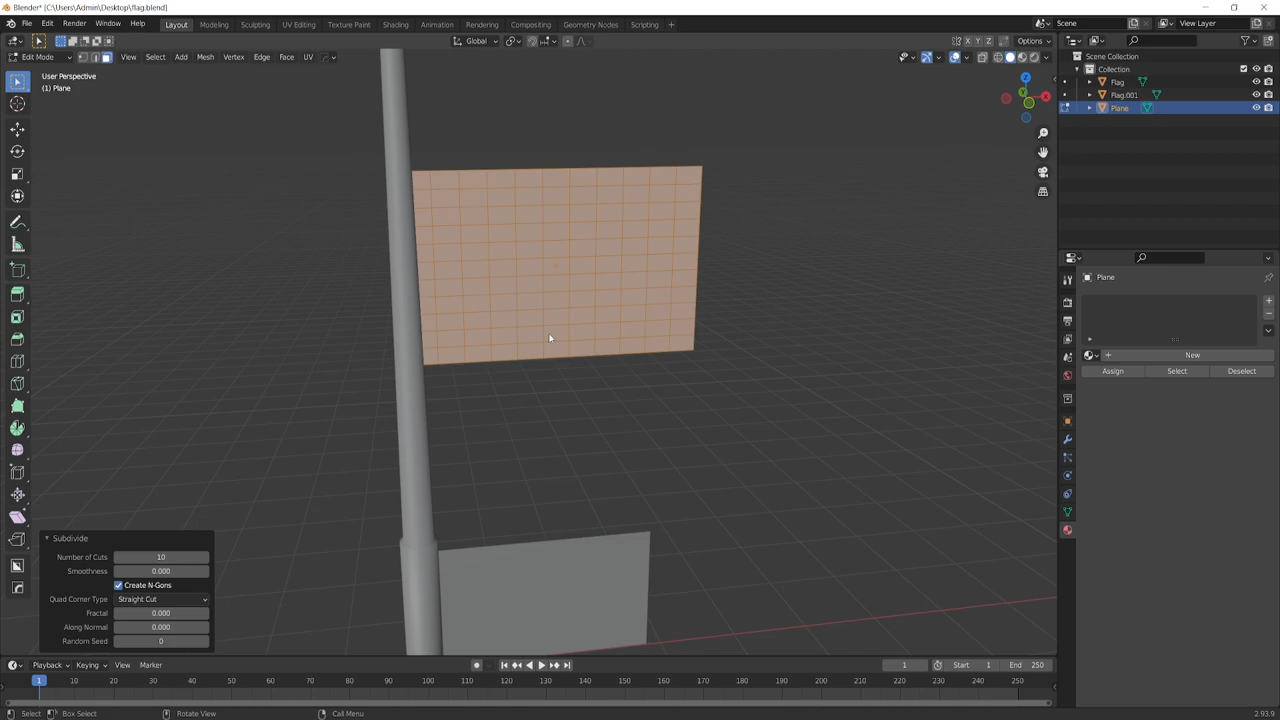 Blender* [C:\Users\Admin\Desktop\flag.blend]
File Edit Render Window Help Layout Modeling Sculpting UV Editing Texture Paint Shading Animation Rendering Compositing Geometry Nodes Scripting + Scene View Layer
Global X Y Z Options
Edit Mode View Select Add Mesh Vertex Edge Face UV
User Perspective
(1) Plane
Scene Collection
Collection
Flag
Flag.001
Plane
Plane
New
Assign Select Deselect
Subdivide
Number of Cuts 10
Smoothness 0.000
Create N-Gons
Quad Corner Type Straight Cut
Fractal 0.000
Along Normal 0.000
Random Seed 0
Playback Keying View Marker 1 Start 1 End 250
1 10 20 30 40 50 60 70 80 90 100 110 120 130 140 150 160 170 180 190 200 210 220 230 240 250
Select Box Select Rotate View Call Menu 2.93.9